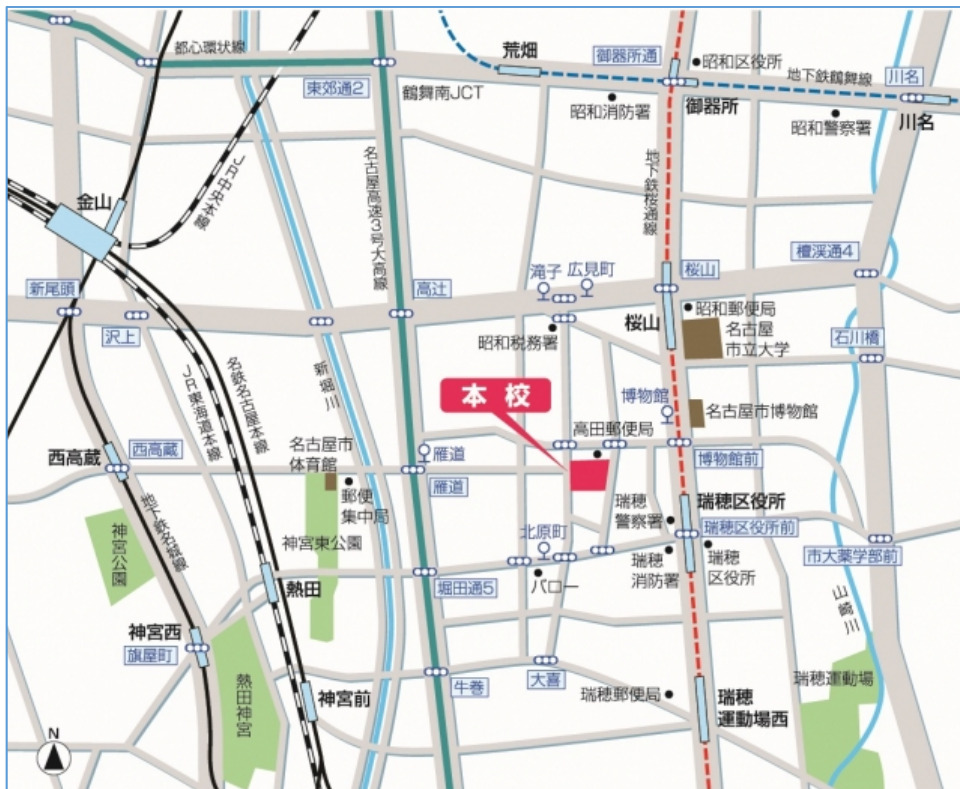 都心環状線
荒畑
御器所通
昭和区役所
地下鉄鶴舞線
川名
東郊通2
鶴舞南JCT
昭和消防署
御器所
昭和警察署
川名
JR中央本線
名古屋高速3号大高線
地下鉄桜通線
金山
新尾頭
沢上
高辻
滝子
広見町
桜山
檀渓通4
昭和郵便局
桜山
名古屋
市立大学
石川橋
昭和税務署
新堀川
名鉄名古屋本線
JR東海道本線
本校
博物館
名古屋市博物館
高田郵便局
博物館前
西高蔵
西高蔵
名古屋市
体育館
雁道
雁道
郵便
集中局
地下鉄名城線
神宮公園
神宮東公園
瑞穂
警察署
瑞穂区役所
瑞穂区役所前
北原町
瑞穂
消防署
瑞穂
区役所
市大薬学部前
熱田
堀田通5
バロー
山崎川
神宮西
旗屋町
熱田神宮
神宮前
牛巻
大喜
瑞穂郵便局
瑞穂
運動場西
瑞穂運動場
N